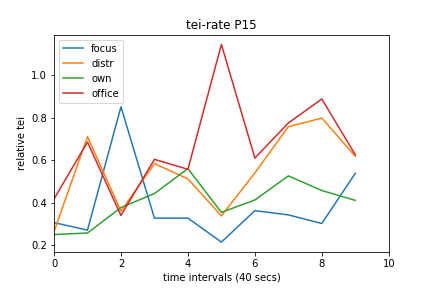 tei-rate P15
focus
distr
own
office
relative tei
1.0
0.8
0.6
0.4
0.2
0 2 4 6 8 10
time intervals (40 secs)